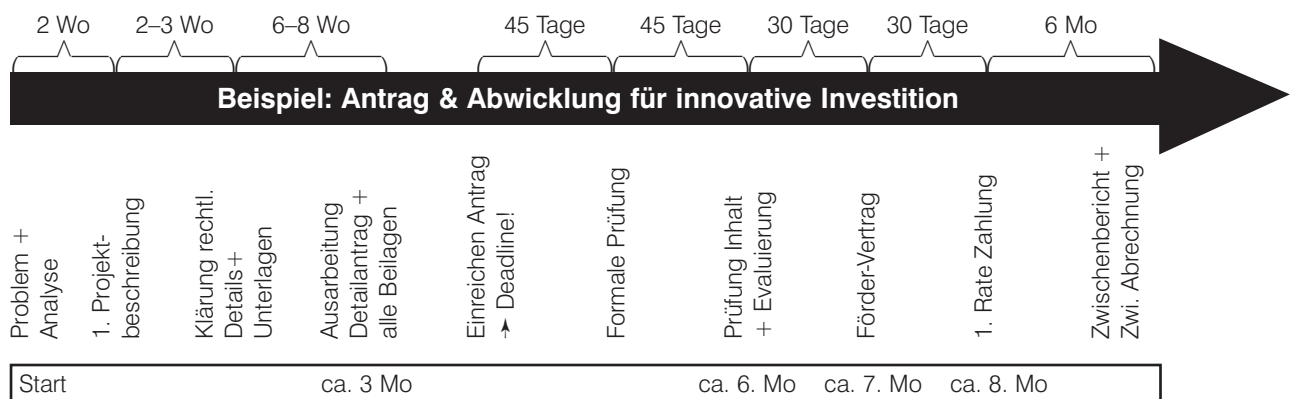 2 Wo
2–3 Wo
6–8 Wo
45 Tage
45 Tage
30 Tage
30 Tage
6 Mo
Beispiel: Antrag & Abwicklung für innovative Investition
Problem +
Analyse
1. Projekt-
beschreibung
Klärung rechtl.
Details+
Unterlagen
Ausarbeitung
Detailantrag +
alle Beilagen
Einreichen Antrag
➛ Deadline!
Formale Prüfung
Prüfung Inhalt
+ Evaluierung
Förder-Vertrag
1. Rate Zahlung
Zwischenbericht +
Zwi. Abrechnung
Start
ca. 3 Mo
ca. 6. Mo
ca. 7. Mo
ca. 8. Mo